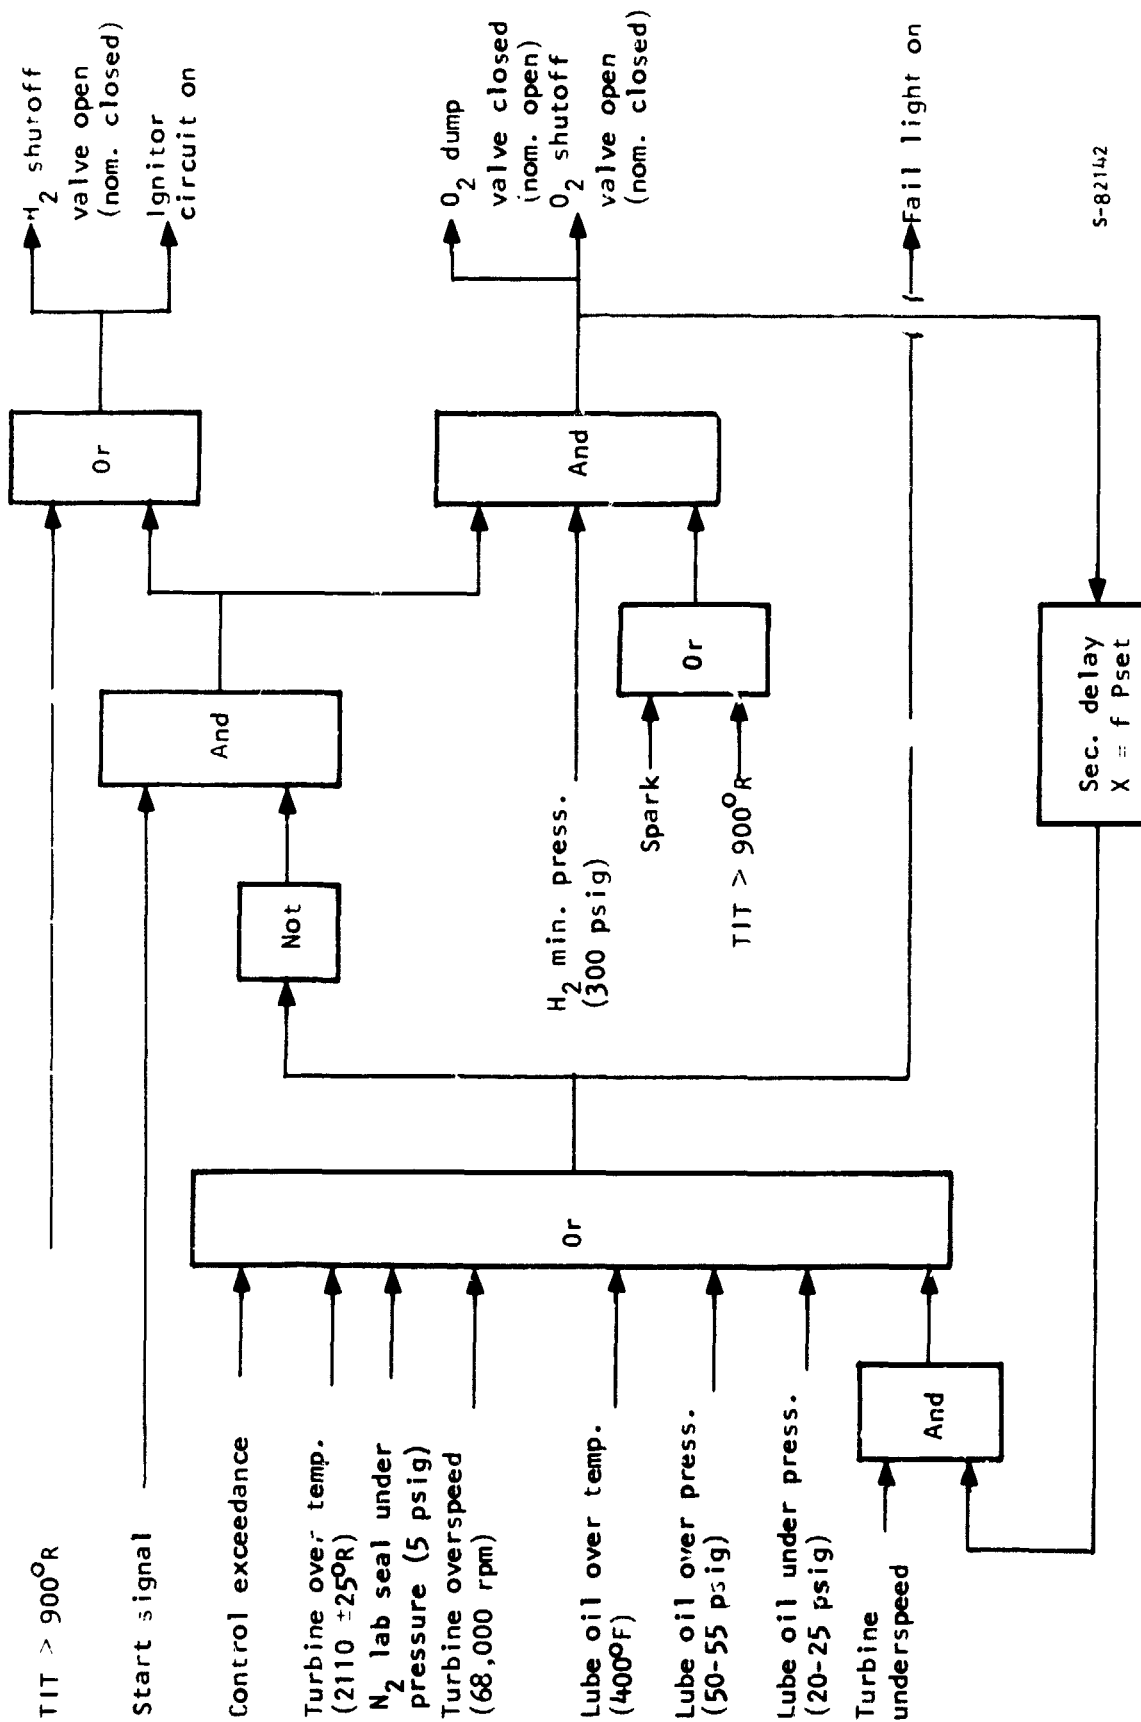 TIT > 900°R
Start signal
Control exceedance
Turbine over temp.
(2110 ±25°R)
N2 lab seal under
pressure (5 psig)
Turbine overspeed
(68,000 rpm)
Lube oil over temp.
(400°F)
Lube oil over press.
(50-55 psig)
Lube oil under press.
(20-25 psig)
Turbine
underspeed
And
Or
Not
And
H2 min. press.
(300 psig)
Spark
TIT > 900°R
Or
Or
And
Sec. delay
X = f Pset
H2 shutoff
valve open
(nom. closed)
Ignitor
circuit on
O2 dump
valve closed
(nom. open)
O2 shutoff
valve open
(nom. closed)
Fail light on
S-82142